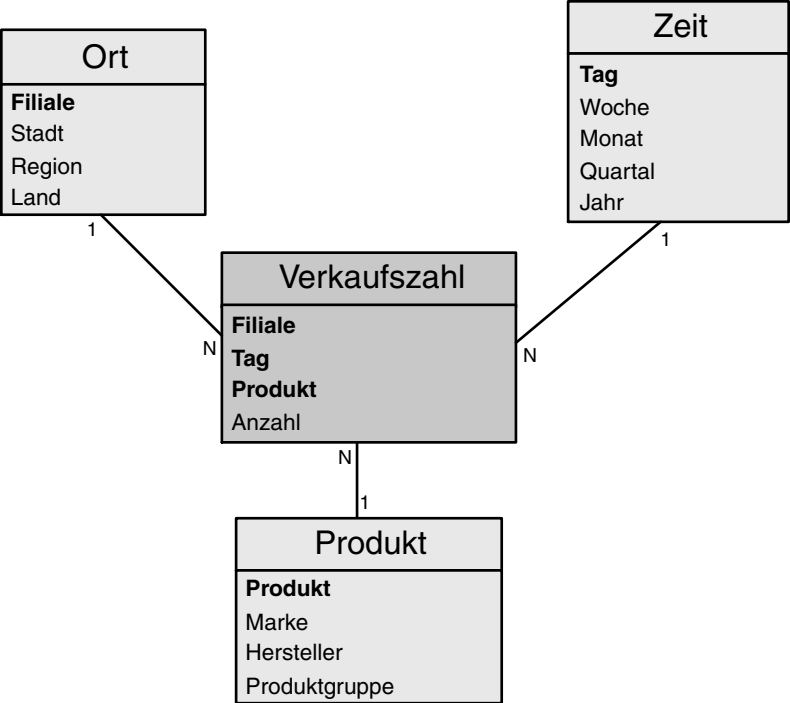 Ort
Filiale
Stadt
Region
Land
1
Zeit
Tag
Woche
Monat
Quartal
Jahr
1
Verkaufszahl
Filiale
Tag
Produkt
Anzahl
N
N
N
1
Produkt
Produkt
Marke
Hersteller
Produktgruppe